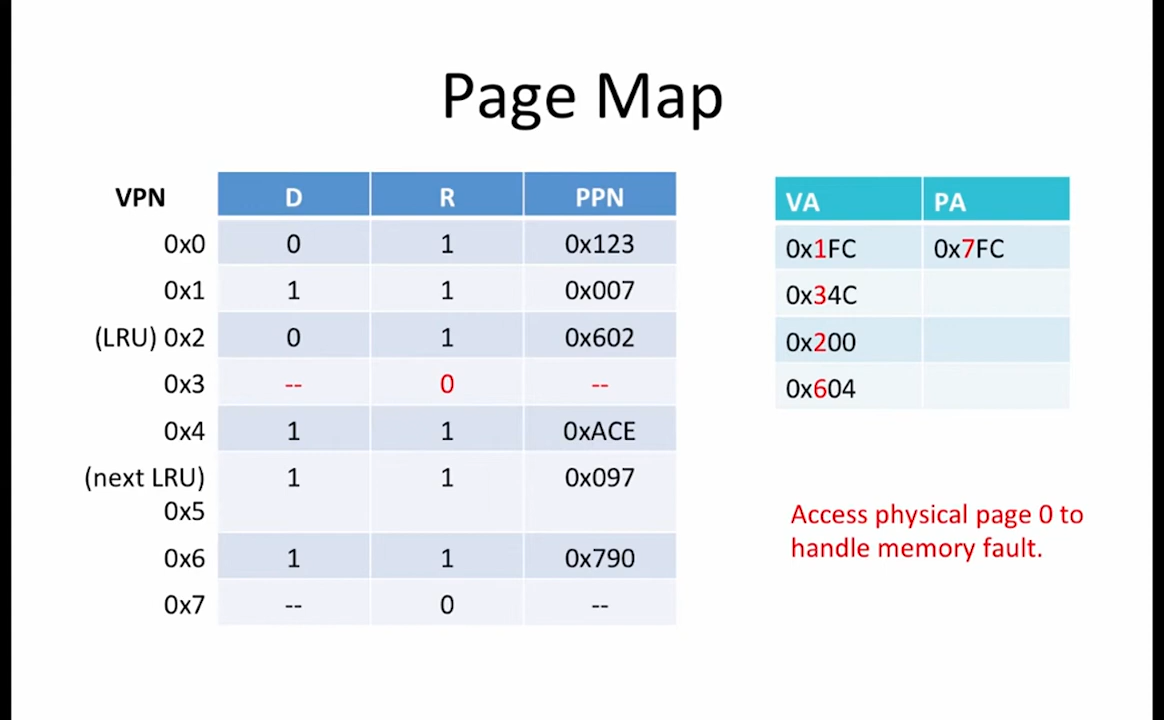 Page Map
VPN D R PPN
0x0 0 1 0x123
0x1 1 1 0x007
(LRU) 0x2 0 1 0x602
0x3 -- 0 --
0x4 1 1 0xACE
(next LRU) 1 1 0x097
0x5
0x6 1 1 0x790
0x7 -- 0 --
VA PA
0x1FC 0x7FC
0x34C
0x200
0x604
Access physical page 0 to
handle memory fault.